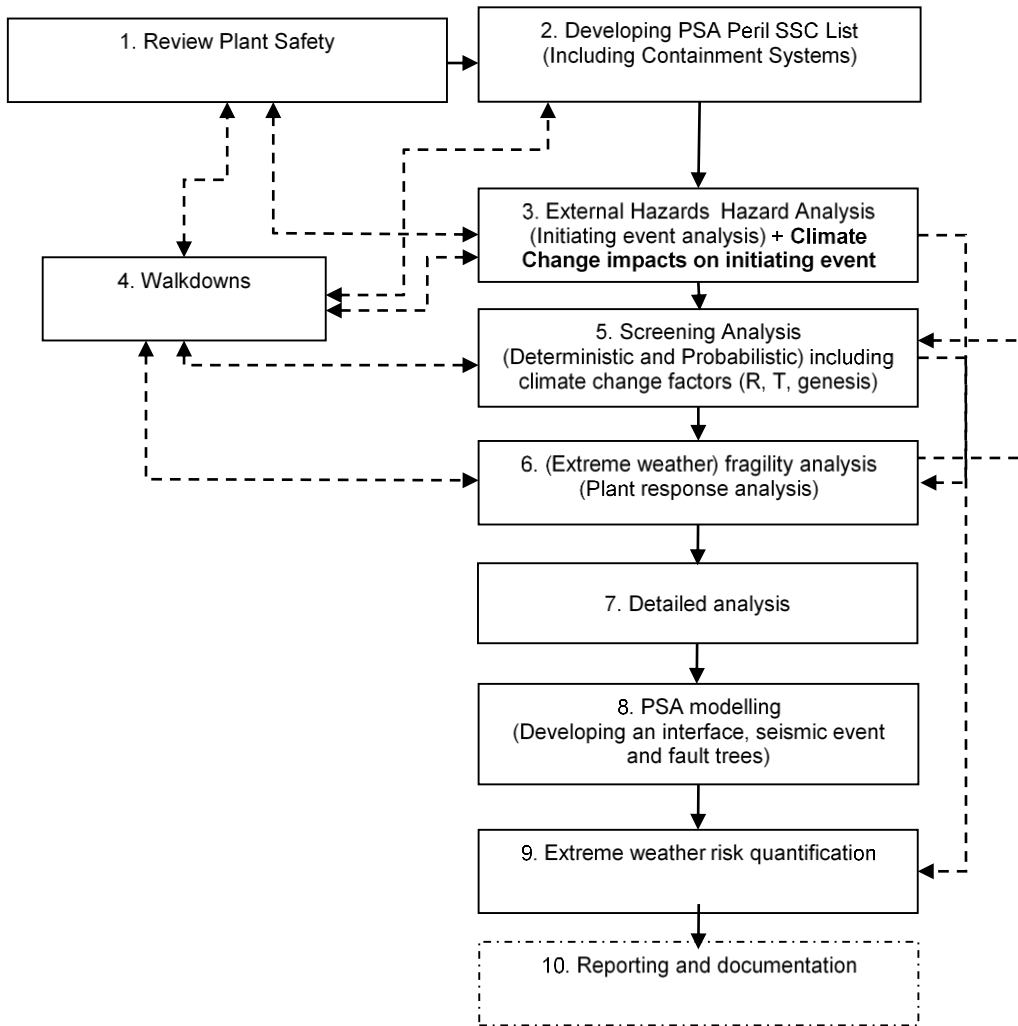 1. Review Plant Safety
2. Developing PSA Peril SSC List
(Including Containment Systems)
3. External Hazards Hazard Analysis
(Initiating event analysis) + Climate
Change impacts on initiating event
4. Walkdowns
5. Screening Analysis
(Deterministic and Probabilistic) including
climate change factors (R, T, genesis)
6. (Extreme weather) fragility analysis
(Plant response analysis)
7. Detailed analysis
8. PSA modelling
(Developing an interface, seismic event
and fault trees)
9. Extreme weather risk quantification
10. Reporting and documentation